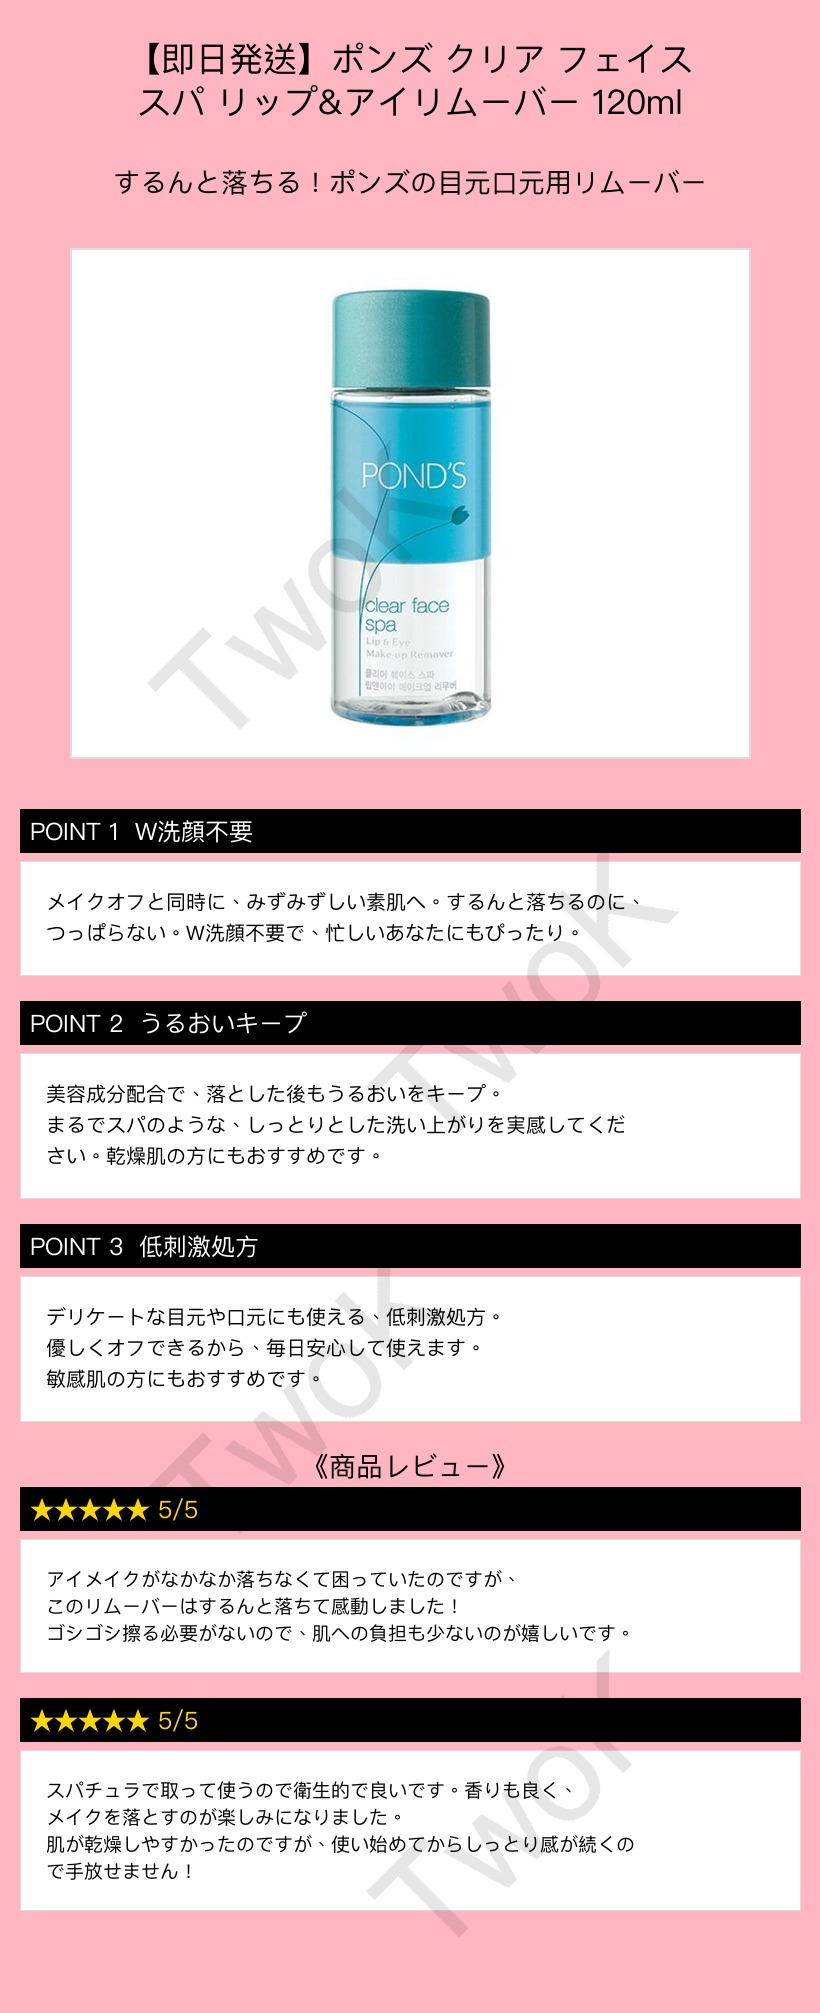 【即日発送】ポンズ クリア フェイス
スパ リップ&アイリムーバー 120ml
するんと落ちる！ポンズの目元口元用リムーバー
POND'S
clear face
spa
Lip & Eye
Make-up Remover
클리어 훼이스 스파
립앤아이 메이크업 리무버
TwoK
POINT 1 W洗顔不要
メイクオフと同時に、みずみずしい素肌へ。するんと落ちるのに、
つっぱらない。W洗顔不要で、忙しいあなたにもぴったり。
TwoK
POINT 2 うるおいキープ
美容成分配合で、落とした後もうるおいをキープ。
まるでスパのような、しっとりとした洗い上がりを実感してくだ
さい。乾燥肌の方にもおすすめです。
POINT 3 低刺激処方
デリケートな目元や口元にも使える、低刺激処方。
優しくオフできるから、毎日安心して使えます。
敏感肌の方にもおすすめです。
TwoK
《商品レビュー》
★★★★★ 5/5
アイメイクがなかなか落ちなくて困っていたのですが、
このリムーバーはするんと落ちて感動しました！
ゴシゴシ擦る必要がないので、肌への負担も少ないのが嬉しいです。
★★★★★ 5/5
スパチュラで取って使うので衛生的で良いです。香りも良く、
メイクを落とすのが楽しみになりました。
肌が乾燥しやすかったのですが、使い始めてからしっとり感が続くの
で手放せません！
TwoK